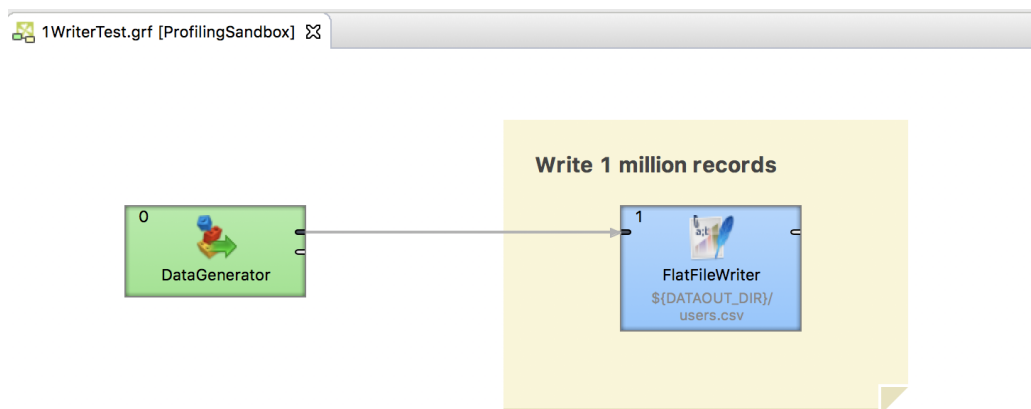 1WriterTest.grf [ProfilingSandbox]
Write 1 million records
0
DataGenerator
1
a;b
FlatFileWriter
${DATAOUT_DIR}/
users.csv